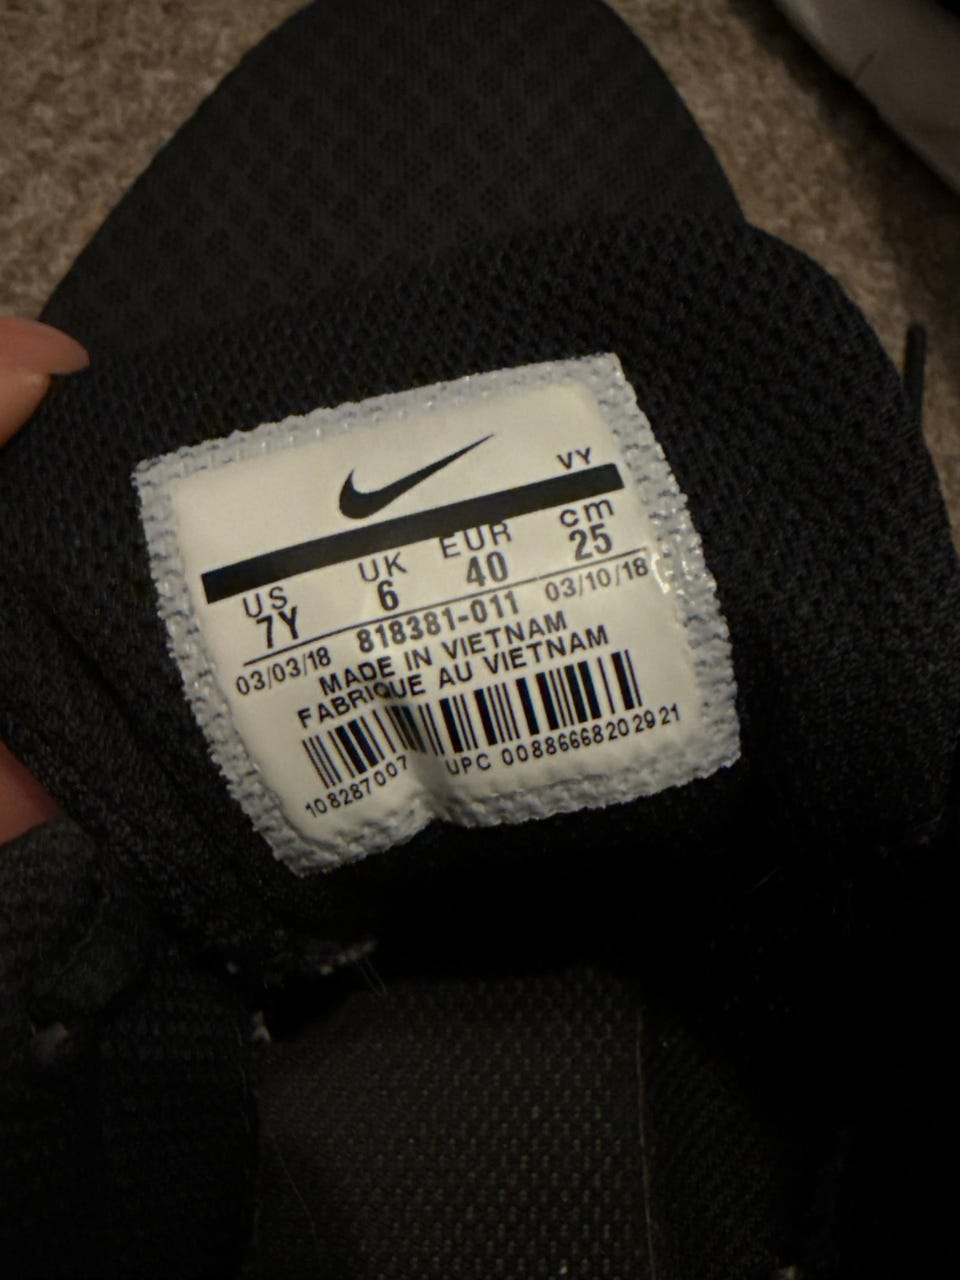 VY
US UK EUR cm
7Y 6 40 25
03/03/18 818381-011 03/10/18
MADE IN VIETNAM
FABRIQUE AU VIETNAM
108287007 UPC 00886668202921